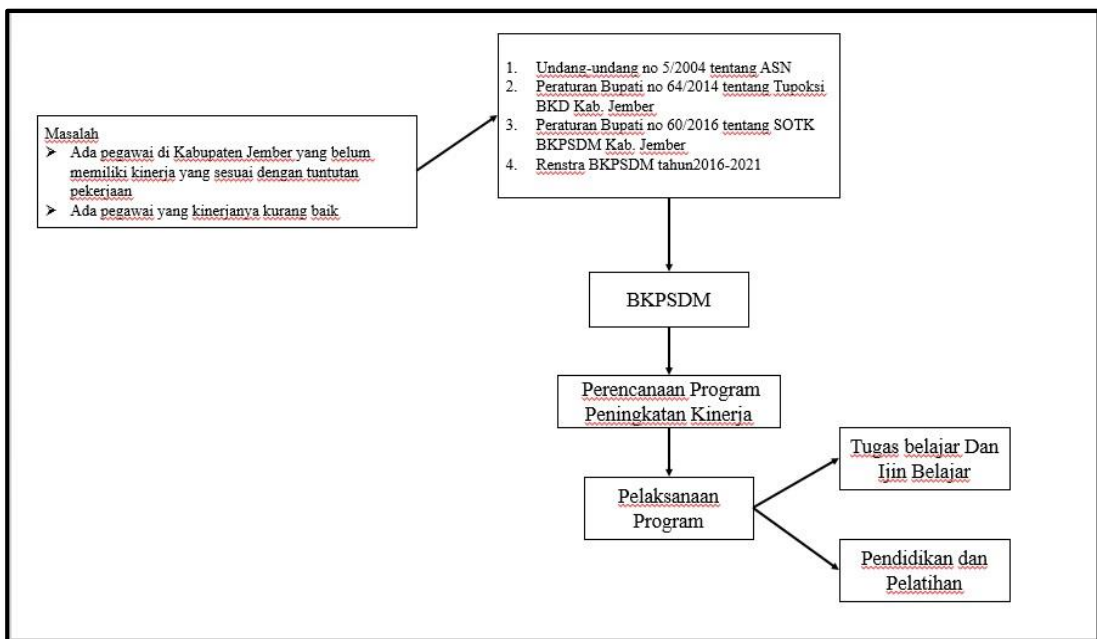 Masalah
➤ Ada pegawai di Kabupaten Jember yang belum
memiliki kinerja yang sesuai dengan tuntutan
pekerjaan
➤ Ada pegawai yang kinerjanya kurang baik
1. Undang-undang no 5/2004 tentang ASN
2. Peraturan Bupati no 64/2014 tentang Tupoksi
BKD Kab. Jember
3. Peraturan Bupati no 60/2016 tentang SOTK
BKPSDM Kab. Jember
4. Renstra BKPSDM tahun2016-2021
BKPSDM
Perencanaan Program
Peningkatan Kinerja
Pelaksanaan
Program
Tugas belajar Dan
Ijin Belajar
Pendidikan dan
Pelatihan